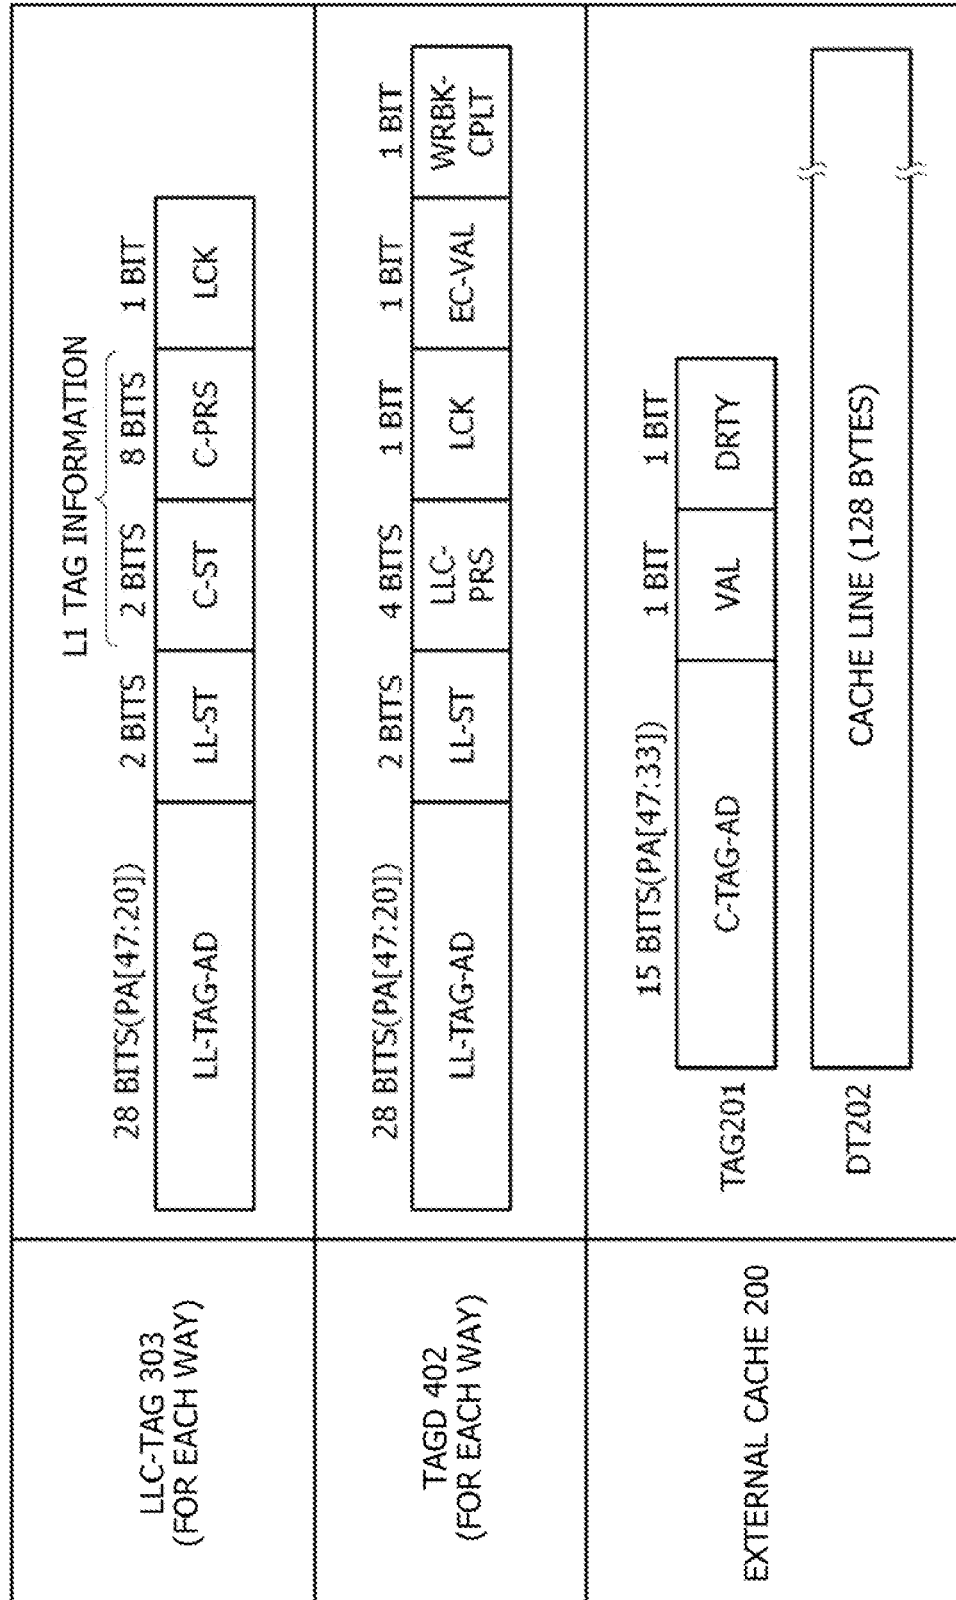 LLC-TAG 303
(FOR EACH WAY)
L1 TAG INFORMATION
28 BITS(PA[47:20])
2 BITS
2 BITS
8 BITS
1 BIT
LL-TAG-AD
LL-ST
C-ST
C-PRS
LCK
TAGD 402
(FOR EACH WAY)
28 BITS(PA[47:20])
2 BITS
4 BITS
1 BIT
1 BIT
1 BIT
LL-TAG-AD
LL-ST
LLC-
PRS
LCK
EC-VAL
WRBK-
CPLT
EXTERNAL CACHE 200
15 BITS(PA[47:33])
1 BIT
1 BIT
TAG201
C-TAG-AD
VAL
DRTY
DT202
CACHE LINE (128 BYTES)